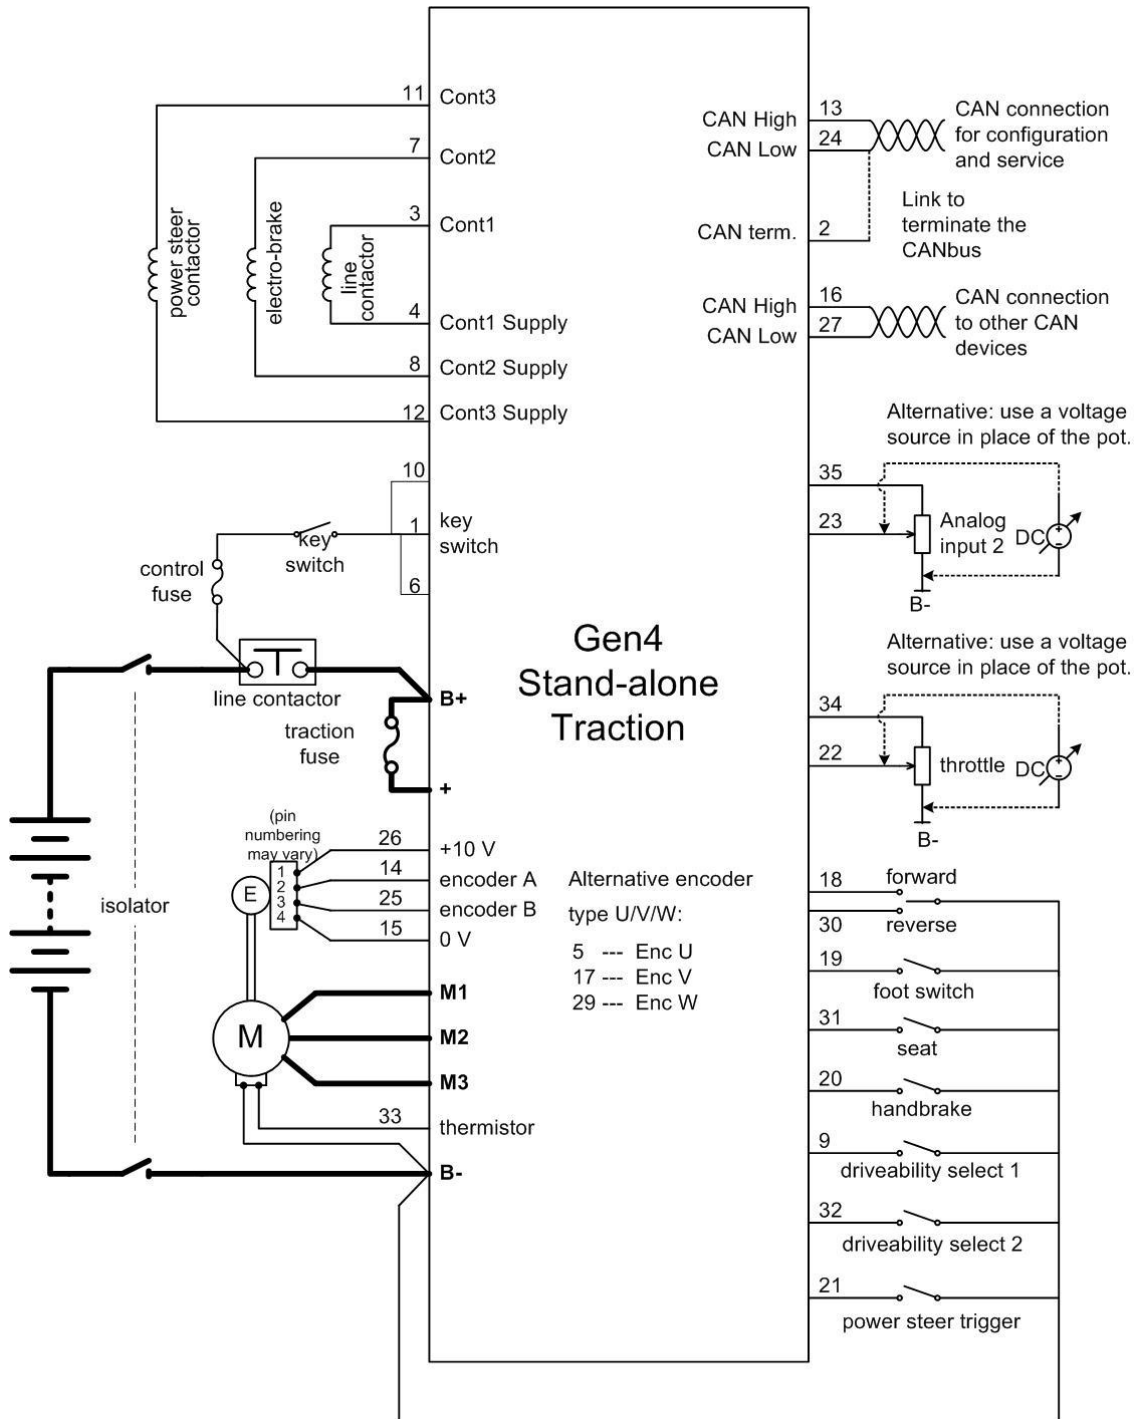 11 Cont3
7 Cont2
3 Cont1
power steer
contactor
electro-brake
line
contactor
4 Cont1 Supply
8 Cont2 Supply
12 Cont3 Supply
10
1 key
switch
key
switch
6
control
fuse
line contactor
B+
traction
fuse
+
(pin
numbering
may vary)
26 +10 V
14 encoder A
25 encoder B
15 0 V
1
2
3
4
E
isolator
M1
M
M2
M3
33 thermistor
B-
Gen4
Stand-alone
Traction
Alternative encoder
type U/V/W:
5 --- Enc U
17 --- Enc V
29 --- Enc W
CAN High 13
CAN Low 24
CAN connection
for configuration
and service
CAN term. 2
Link to
terminate the
CANbus
CAN High 16
CAN Low 27
CAN connection
to other CAN
devices
Alternative: use a voltage
source in place of the pot.
35
23
Analog
input 2
DC
+
-
B-
Alternative: use a voltage
source in place of the pot.
34
22
throttle
DC
+
-
B-
18 forward
30 reverse
19
foot switch
31
seat
20
handbrake
9
driveability select 1
32
driveability select 2
21
power steer trigger